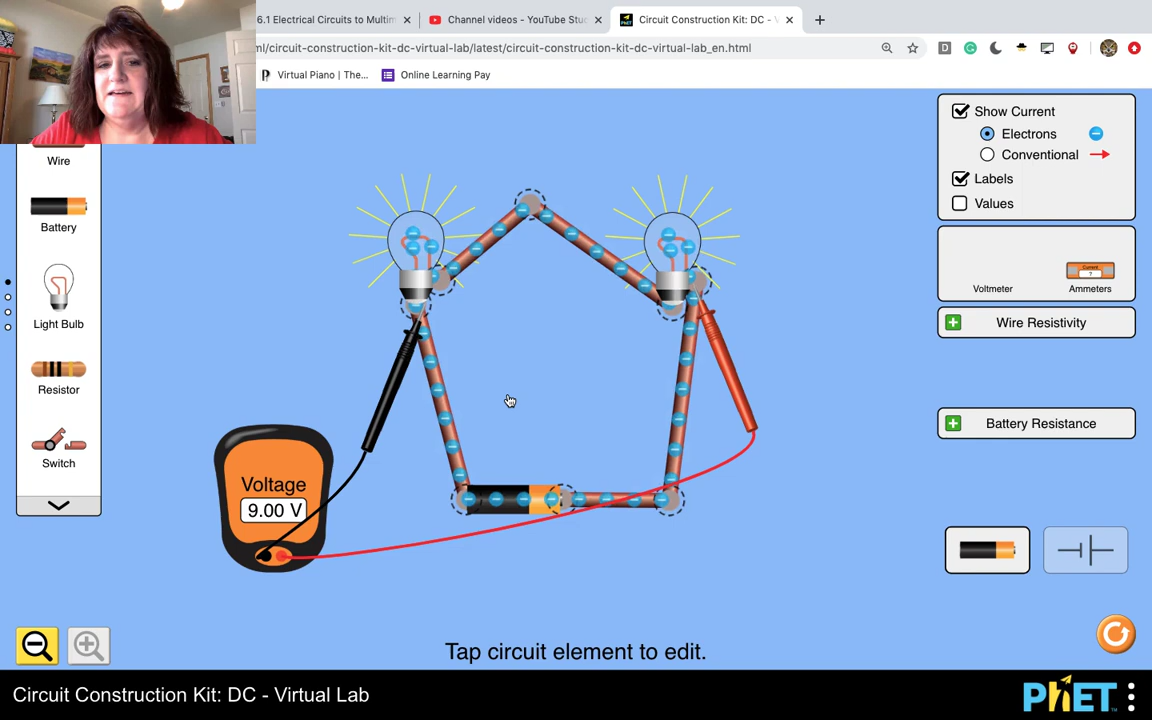 6.1 Electrical Circuits to Multim
Channel videos - YouTube Stud
Circuit Construction Kit: DC -
ml/circuit-construction-kit-dc-virtual-lab/latest/circuit-construction-kit-dc-virtual-lab_en.html
Virtual Piano | The...
Online Learning Pay
Wire
Battery
Light Bulb
Resistor
Switch
Show Current
Electrons
Conventional
Labels
Values
Voltmeter
Current
?
Ammeters
Wire Resistivity
Battery Resistance
Voltage
9.00 V
Tap circuit element to edit.
Circuit Construction Kit: DC - Virtual Lab
PhET